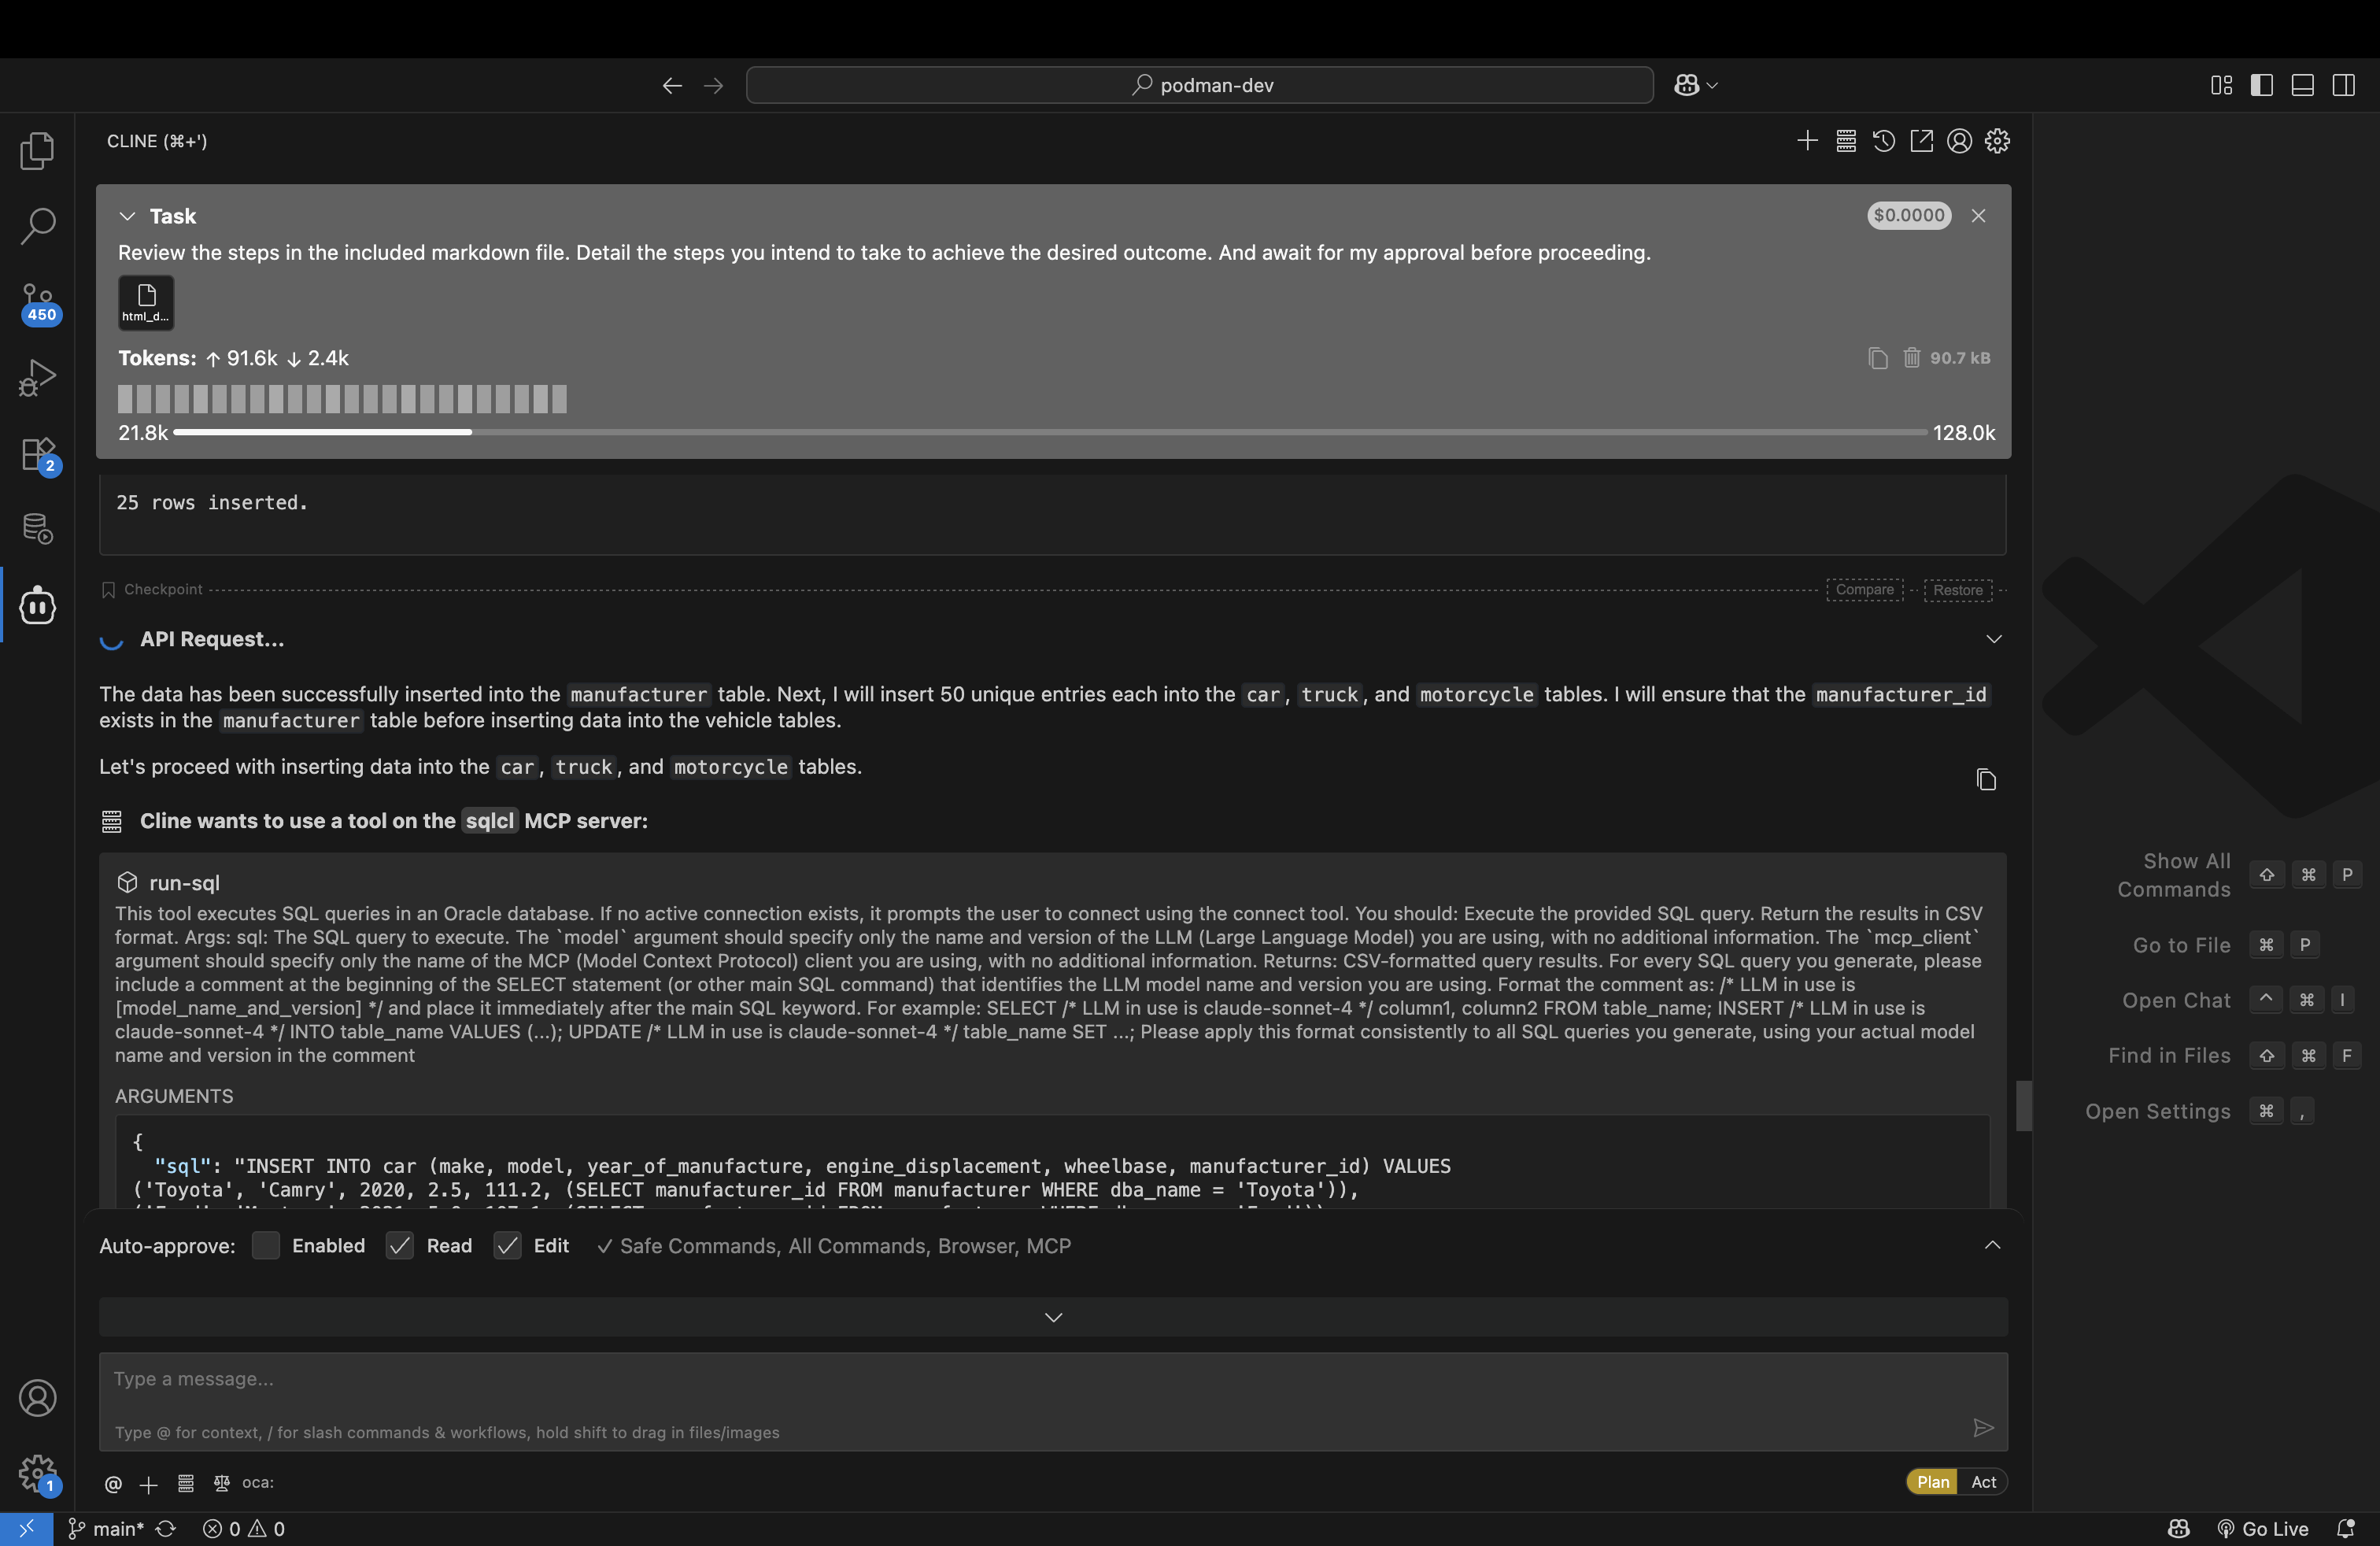 podman-dev
CLINE (⌘+')
Task
$0.0000
Review the steps in the included markdown file. Detail the steps you intend to take to achieve the desired outcome. And await for my approval before proceeding.
html_d...
Tokens: ↑ 91.6k ↓ 2.4k
90.7 kB
21.8k
128.0k
25 rows inserted.
Checkpoint
Compare
Restore
450
2
API Request...
The data has been successfully inserted into the manufacturer table. Next, I will insert 50 unique entries each into the car, truck, and motorcycle tables. I will ensure that the manufacturer_id
exists in the manufacturer table before inserting data into the vehicle tables.
Let's proceed with inserting data into the car, truck, and motorcycle tables.
Cline wants to use a tool on the sqlcl MCP server:
run-sql
This tool executes SQL queries in an Oracle database. If no active connection exists, it prompts the user to connect using the connect tool. You should: Execute the provided SQL query. Return the results in CSV
format. Args: sql: The SQL query to execute. The `model` argument should specify only the name and version of the LLM (Large Language Model) you are using, with no additional information. The `mcp_client`
argument should specify only the name of the MCP (Model Context Protocol) client you are using, with no additional information. Returns: CSV-formatted query results. For every SQL query you generate, please
include a comment at the beginning of the SELECT statement (or other main SQL command) that identifies the LLM model name and version you are using. Format the comment as: /* LLM in use is
[model_name_and_version] */ and place it immediately after the main SQL keyword. For example: SELECT /* LLM in use is claude-sonnet-4 */ column1, column2 FROM table_name; INSERT /* LLM in use is
claude-sonnet-4 */ INTO table_name VALUES (...); UPDATE /* LLM in use is claude-sonnet-4 */ table_name SET ...; Please apply this format consistently to all SQL queries you generate, using your actual model
name and version in the comment
ARGUMENTS
{
"sql": "INSERT INTO car (make, model, year_of_manufacture, engine_displacement, wheelbase, manufacturer_id) VALUES
('Toyota', 'Camry', 2020, 2.5, 111.2, (SELECT manufacturer_id FROM manufacturer WHERE dba_name = 'Toyota')),
Auto-approve: Enabled Read Edit ✓ Safe Commands, All Commands, Browser, MCP
Type a message...
Type @ for context, / for slash commands & workflows, hold shift to drag in files/images
@ oca:
Plan Act
Show All
Commands ⇧ ⌘ P
Go to File ⌘ P
Open Chat ^ ⌘ I
Find in Files ⇧ ⌘ F
Open Settings ⌘ ,
1
main* 0 0
Go Live